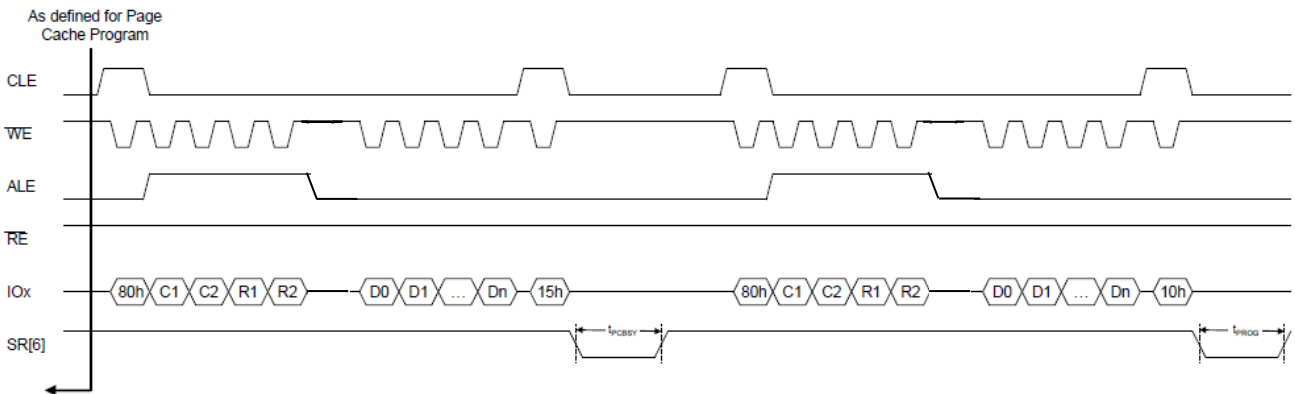 As defined for Page
Cache Program
CLE
WE
ALE
RE
IOx 80h C1 C2 R1 R2 D0 D1 ... Dn 15h 80h C1 C2 R1 R2 D0 D1 ... Dn 10h
SR[6] tPCBSY tPROG